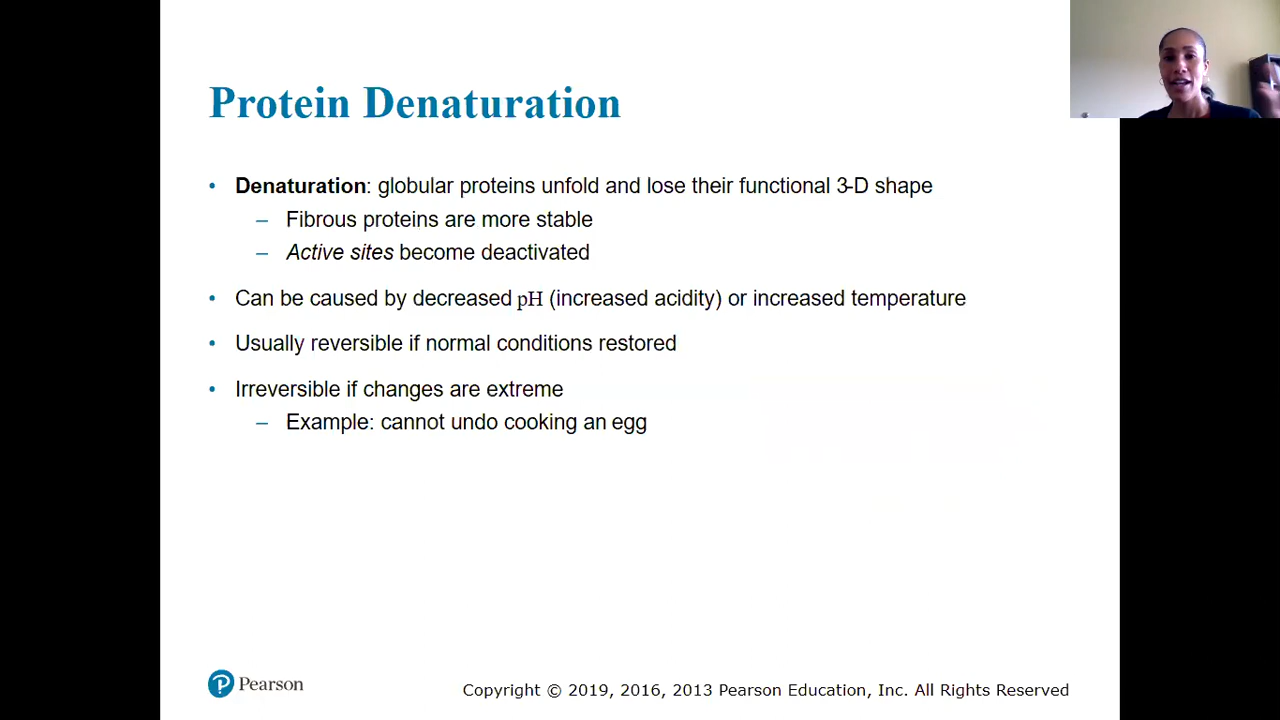 Protein Denaturation
• Denaturation: globular proteins unfold and lose their functional 3-D shape
– Fibrous proteins are more stable
– Active sites become deactivated
• Can be caused by decreased pH (increased acidity) or increased temperature
• Usually reversible if normal conditions restored
• Irreversible if changes are extreme
– Example: cannot undo cooking an egg
Pearson
Copyright © 2019, 2016, 2013 Pearson Education, Inc. All Rights Reserved